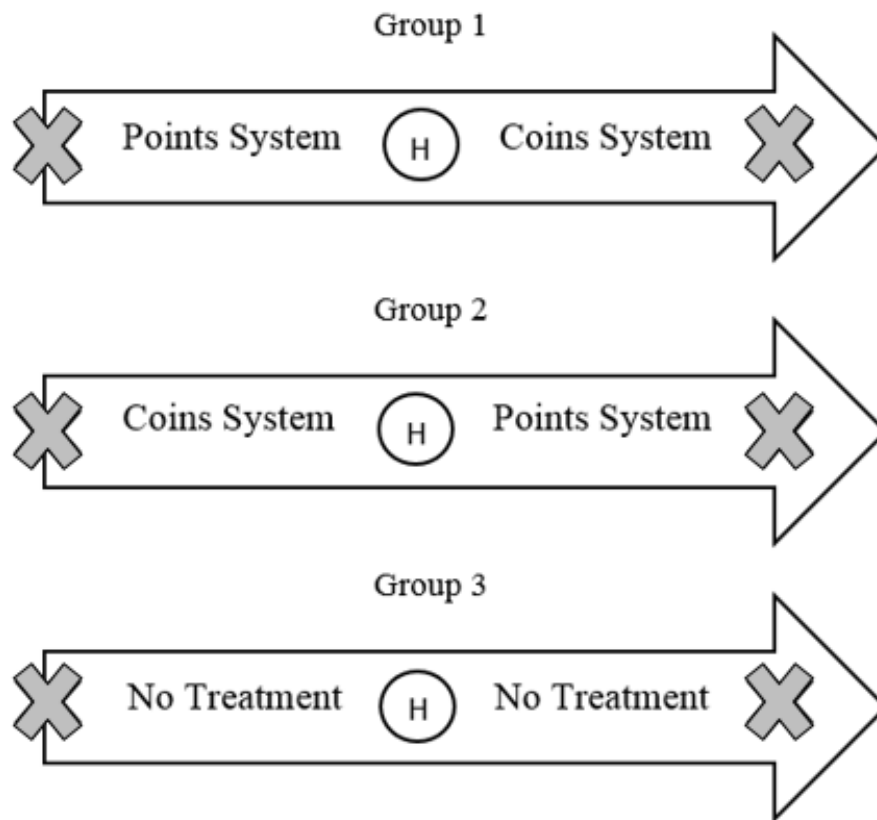 Group 1
Points System H Coins System
Group 2
Coins System H Points System
Group 3
No Treatment H No Treatment